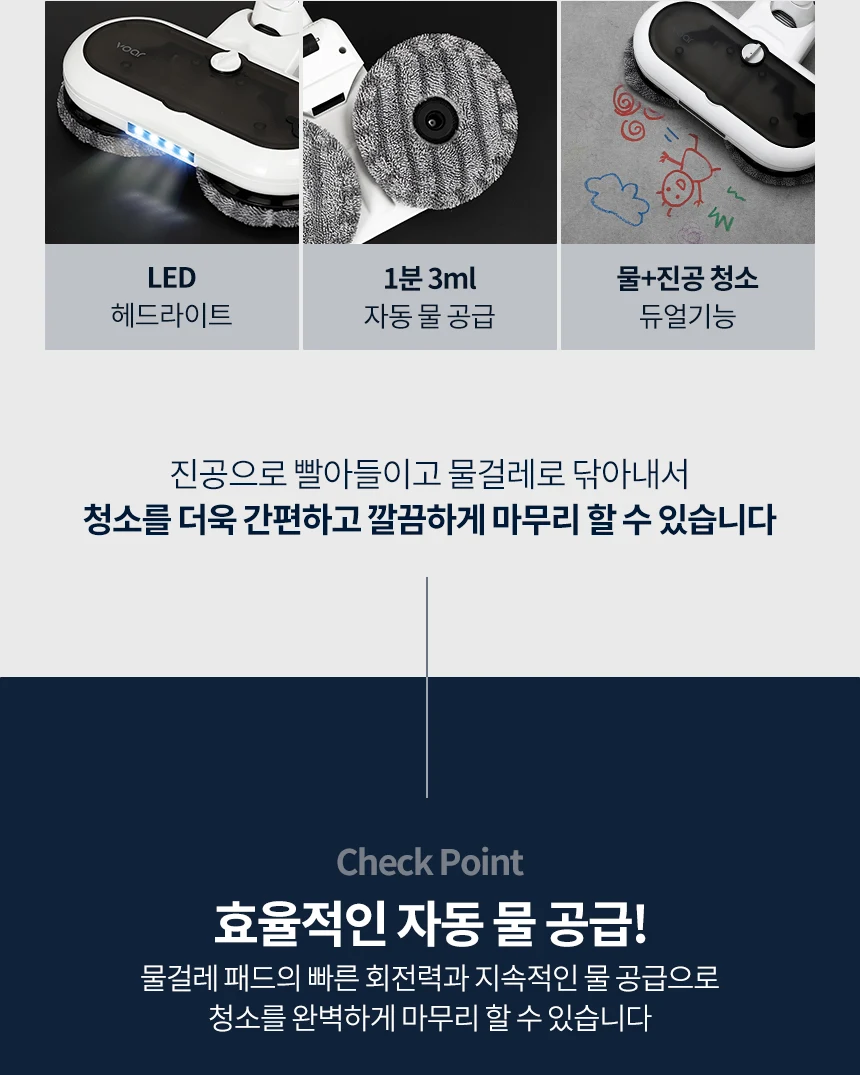 voar
LED
헤드라이트
1분 3ml
자동 물 공급
물+진공 청소
듀얼기능
진공으로 빨아들이고 물걸레로 닦아내서
청소를 더욱 간편하고 깔끔하게 마무리 할 수 있습니다
Check Point
효율적인 자동 물 공급!
물걸레 패드의 빠른 회전력과 지속적인 물 공급으로
청소를 완벽하게 마무리 할 수 있습니다